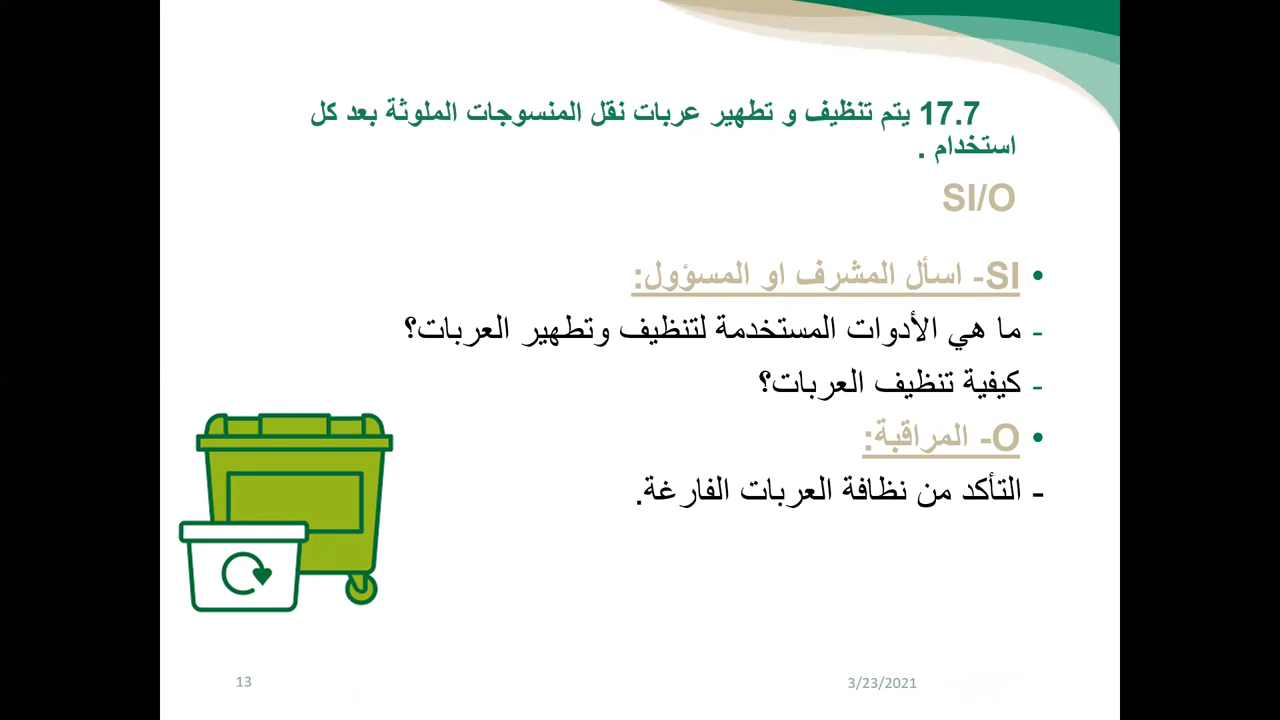 17.7 يتم تنظيف و تطهير عربات نقل المنسوجات الملوثة بعد كل
استخدام .
SI/O
• SI- اسأل المشرف او المسؤول:
- ما هي الأدوات المستخدمة لتنظيف وتطهير العربات؟
- كيفية تنظيف العربات؟
• O- المراقبة:
- التأكد من نظافة العربات الفارغة.
3/23/2021
13